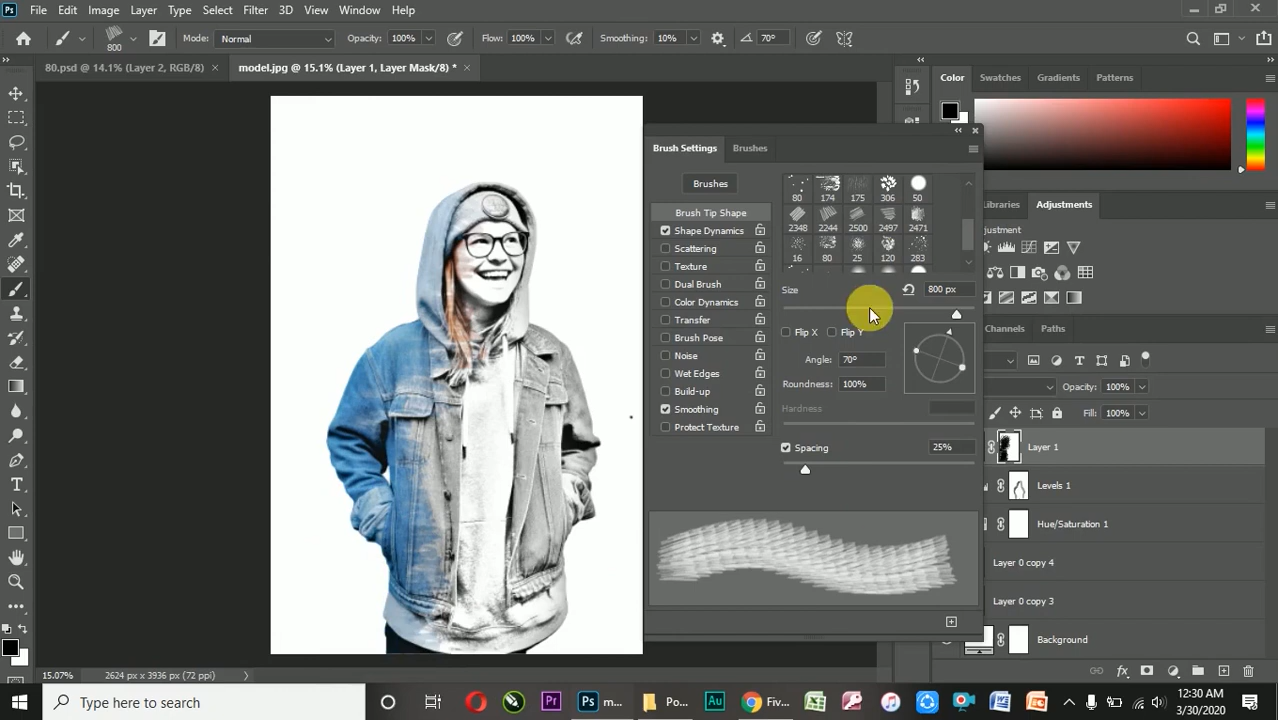 Ps File Edit Image Layer Type Select Filter 3D View Window Help
800 Mode: Normal Opacity: 100% Flow: 100% Smoothing: 10% 70°
80.psd @ 14.1% (Layer 2, RGB/8) × model.jpg @ 15.1% (Layer 1, Layer Mask/8) * ×
Color Swatches Gradients Patterns
Brush Settings Brushes
Brushes
Brush Tip Shape
Shape Dynamics
Scattering
Texture
Dual Brush
Color Dynamics
Transfer
Brush Pose
Noise
Wet Edges
Build-up
Smoothing
Protect Texture
80 174 175 306 50
2348 2244 2500 2497 2471
16 80 25 120 283
Size 800 px
Flip X Flip Y
Angle: 70°
Roundness: 100%
Hardness
Spacing 25%
Libraries Adjustments
Channels Paths
Opacity: 100%
Fill: 100%
Layer 1
Levels 1
Hue/Saturation 1
Layer 0 copy 4
Layer 0 copy 3
Background
15.07% 2624 px x 3936 px (72 ppi)
Type here to search
Pr Ps m... Po... Au Fiv...
12:30 AM
3/30/2020